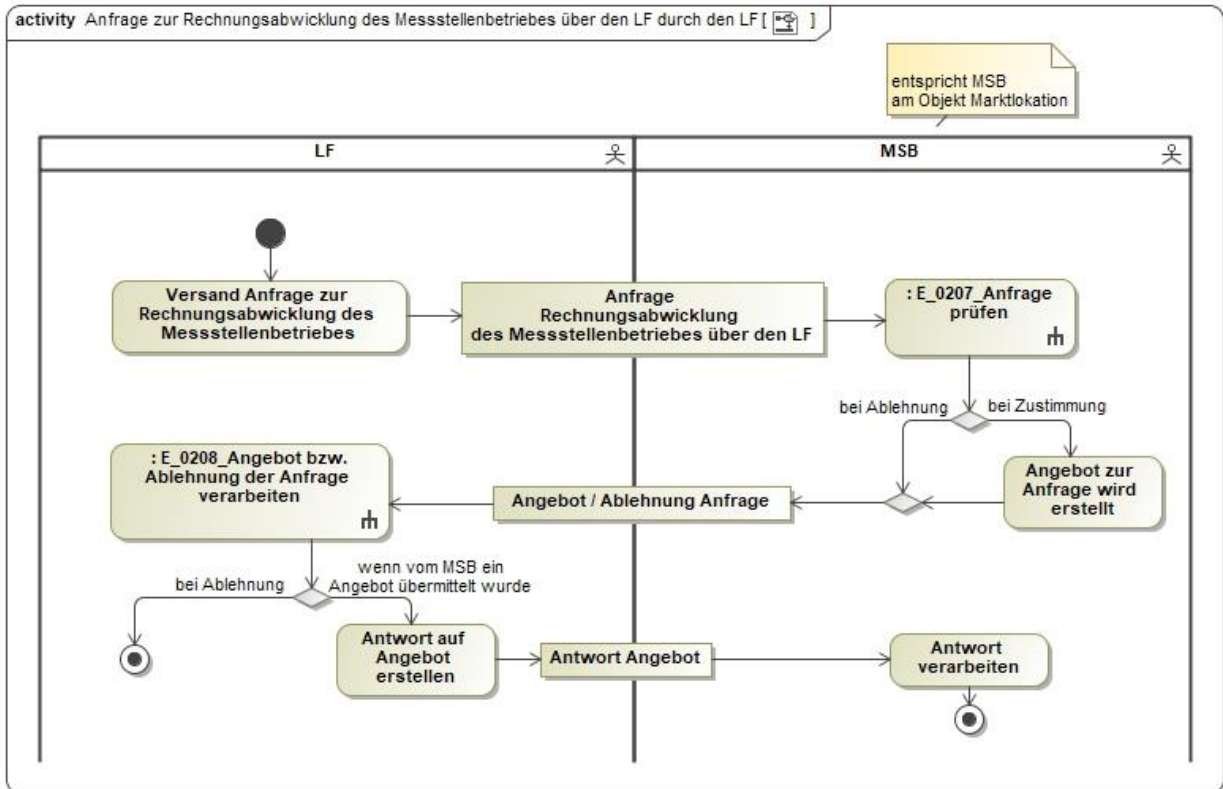 activity Anfrage zur Rechnungsabwicklung des Messstellenbetriebes über den LF durch den LF [ ]
entspricht MSB
am Objekt Marktlokation
LF
MSB
Versand Anfrage zur
Rechnungsabwicklung des
Messstellenbetriebes
Anfrage
Rechnungsabwicklung
des Messstellenbetriebes über den LF
: E_0207_Anfrage
prüfen
bei Ablehnung
bei Zustimmung
: E_0208_Angebot bzw.
Ablehnung der Anfrage
verarbeiten
Angebot / Ablehnung Anfrage
Angebot zur
Anfrage wird
erstellt
bei Ablehnung
wenn vom MSB ein
Angebot übermittelt wurde
Antwort auf
Angebot
erstellen
Antwort Angebot
Antwort
verarbeiten